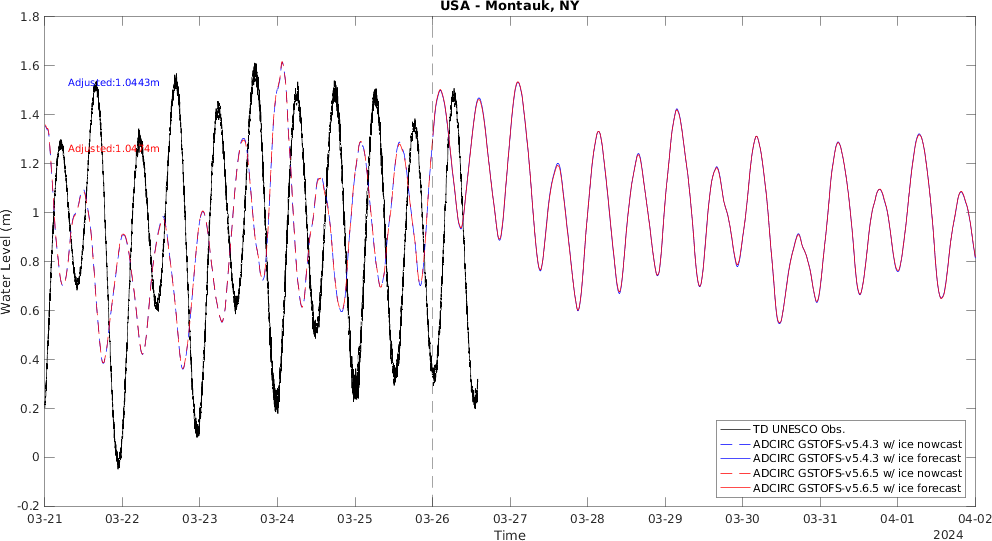 USA - Montauk, NY
Water Level (m)
1.8
1.6
1.4
1.2
1
0.8
0.6
0.4
0.2
0
-0.2
Adjusted:1.0443m
03-21
03-22
03-23
03-24
03-25
03-26
03-27
03-28
03-29
03-30
03-31
04-01
04-02
2024
Time
TD UNESCO Obs.
ADCIRC GSTOFS-v5.4.3 w/ ice nowcast
ADCIRC GSTOFS-v5.4.3 w/ ice forecast
ADCIRC GSTOFS-v5.6.5 w/ ice nowcast
ADCIRC GSTOFS-v5.6.5 w/ ice forecast